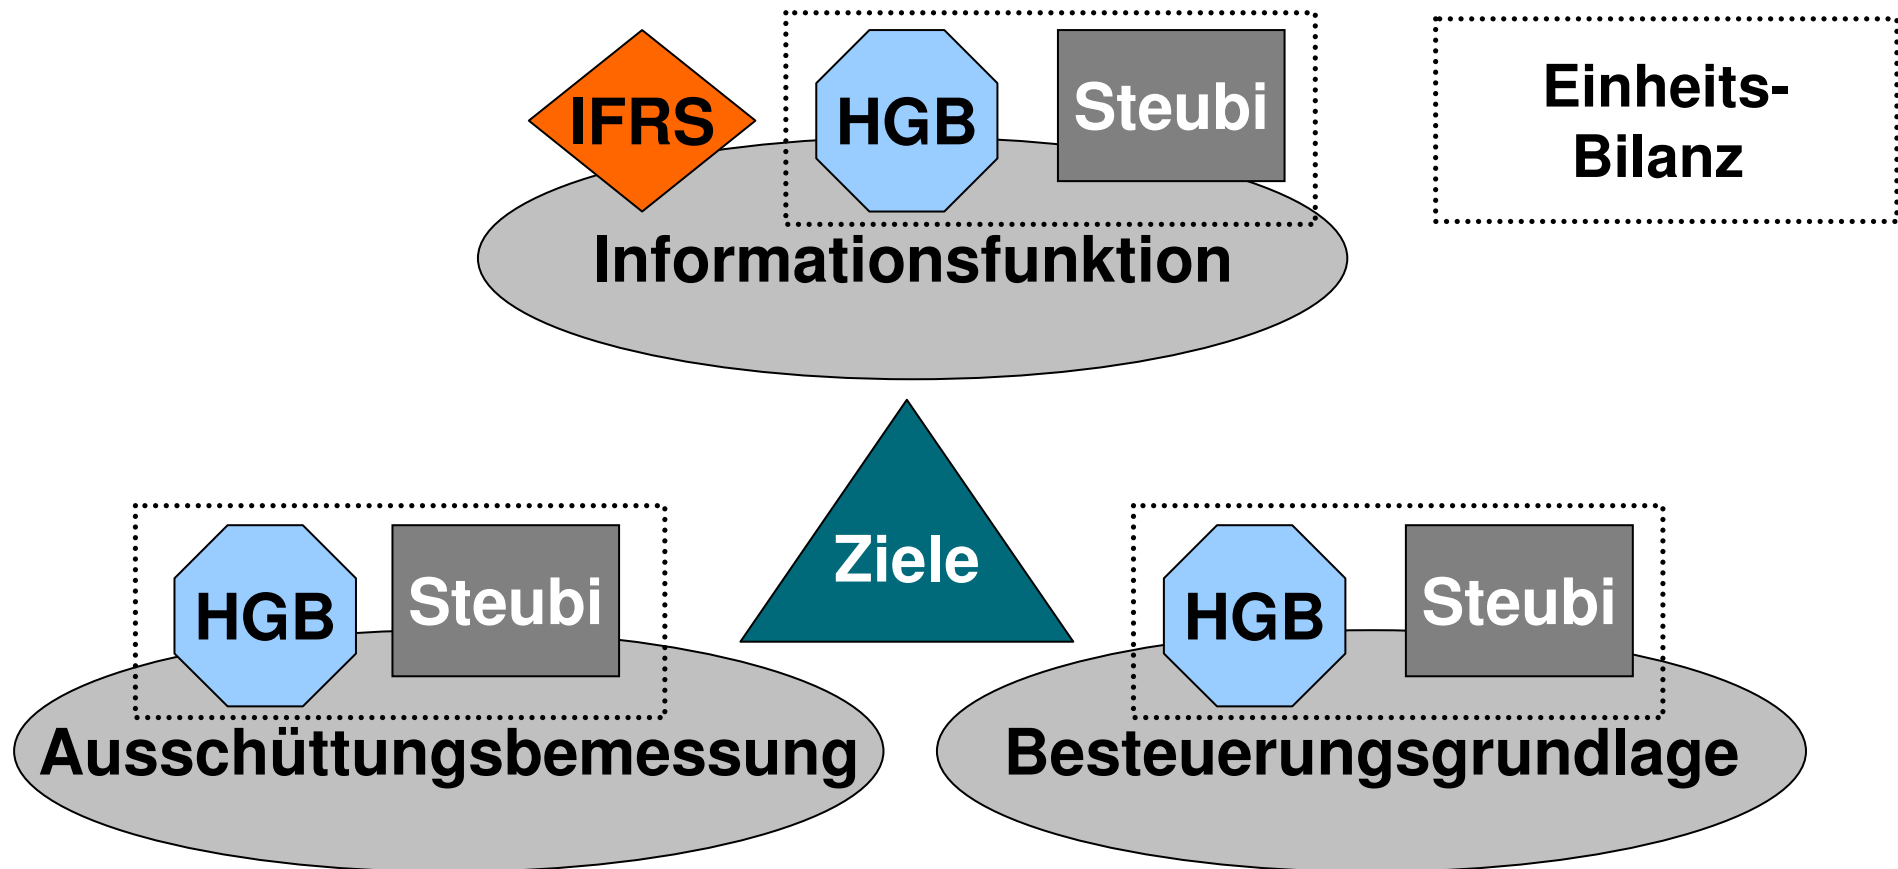 IFRS
HGB
Steubi
Einheits-
Bilanz
Informationsfunktion
Ziele
HGB
Steubi
Ausschüttungsbemessung
HGB
Steubi
Besteuerungsgrundlage